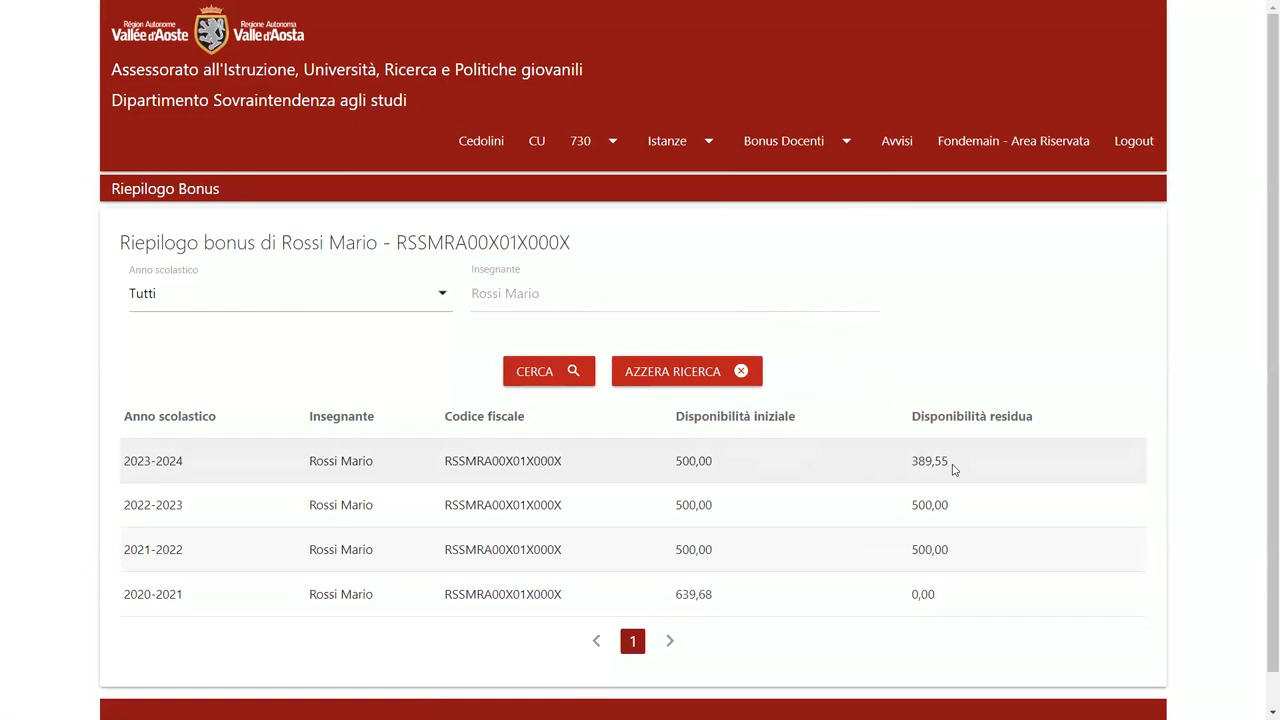 Région Autonome
Vallée d'Aoste
Regione Autonoma
Valle d'Aosta
Assessorato all'Istruzione, Università, Ricerca e Politiche giovanili
Dipartimento Sovraintendenza agli studi
Cedolini CU 730 Istanze Bonus Docenti Avvisi Fondemain - Area Riservata Logout
Riepilogo Bonus
Riepilogo bonus di Rossi Mario - RSSMRA00X01X000X
Anno scolastico Insegnante
Tutti Rossi Mario
CERCA AZZERA RICERCA
Anno scolastico Insegnante Codice fiscale Disponibilità iniziale Disponibilità residua
2023-2024 Rossi Mario RSSMRA00X01X000X 500,00 389,55
2022-2023 Rossi Mario RSSMRA00X01X000X 500,00 500,00
2021-2022 Rossi Mario RSSMRA00X01X000X 500,00 500,00
2020-2021 Rossi Mario RSSMRA00X01X000X 639,68 0,00
1